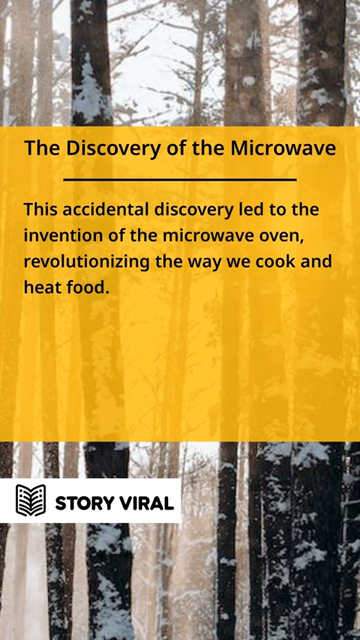 The Discovery of the Microwave
This accidental discovery led to the
invention of the microwave oven,
revolutionizing the way we cook and
heat food.
STORY VIRAL